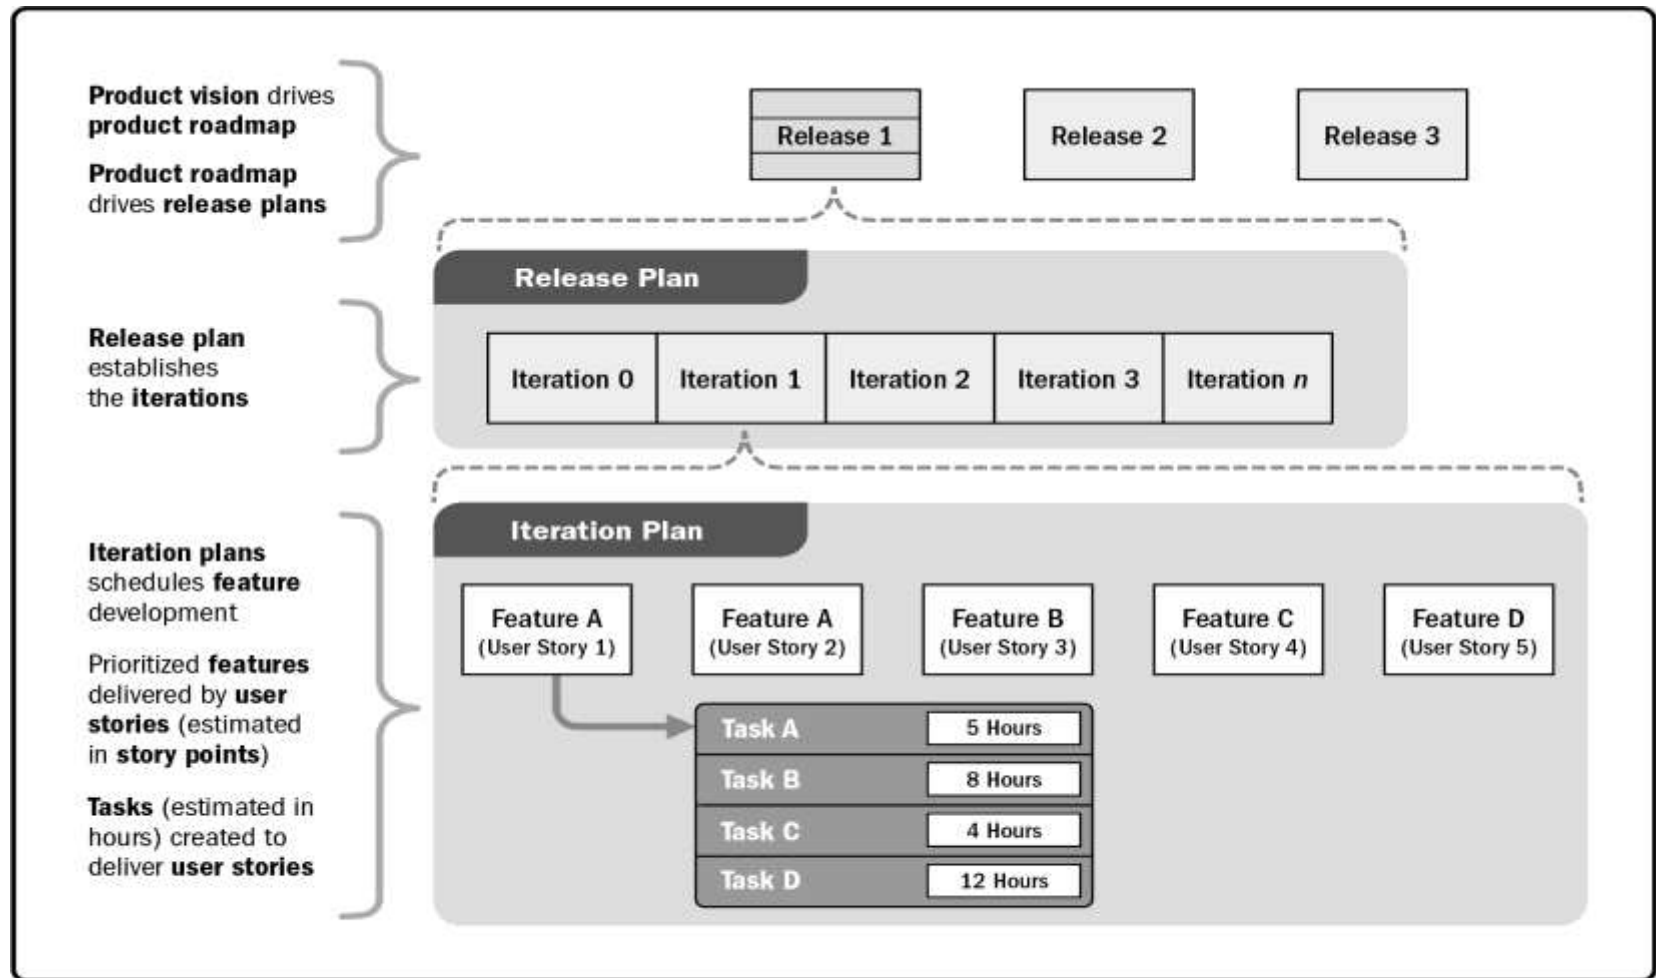 Product vision drives
product roadmap
Product roadmap
drives release plans
Release 1
Release 2
Release 3
Release Plan
Release plan
establishes
the iterations
Iteration 0
Iteration 1
Iteration 2
Iteration 3
Iteration n
Iteration Plan
Iteration plans
schedules feature
development
Prioritized features
delivered by user
stories (estimated
in story points)
Tasks (estimated in
hours) created to
deliver user stories
Feature A
(User Story 1)
Feature A
(User Story 2)
Feature B
(User Story 3)
Feature C
(User Story 4)
Feature D
(User Story 5)
Task A
5 Hours
Task B
8 Hours
Task C
4 Hours
Task D
12 Hours